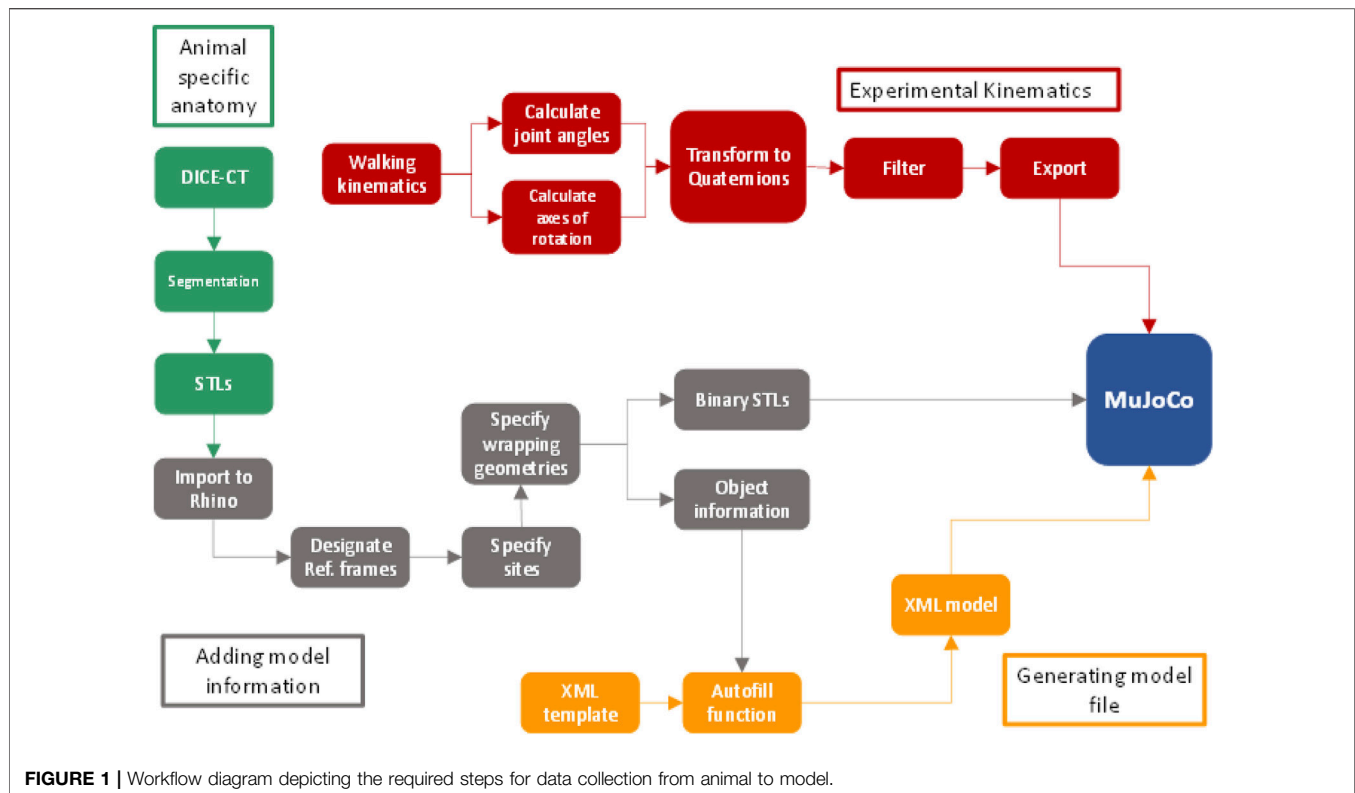 Animal
specific
anatomy
DICE-CT
Segmentation
STLs
Import to
Rhino
Designate
Ref. frames
Specify
sites
Specify
wrapping
geometries
Binary STLs
Object
information
Adding model
information
Walking
kinematics
Calculate
joint angles
Calculate
axes of
rotation
Transform to
Quaternions
Filter
Export
Experimental Kinematics
MuJoCo
XML
template
Autofill
function
XML model
Generating model
file
FIGURE 1 | Workflow diagram depicting the required steps for data collection from animal to model.